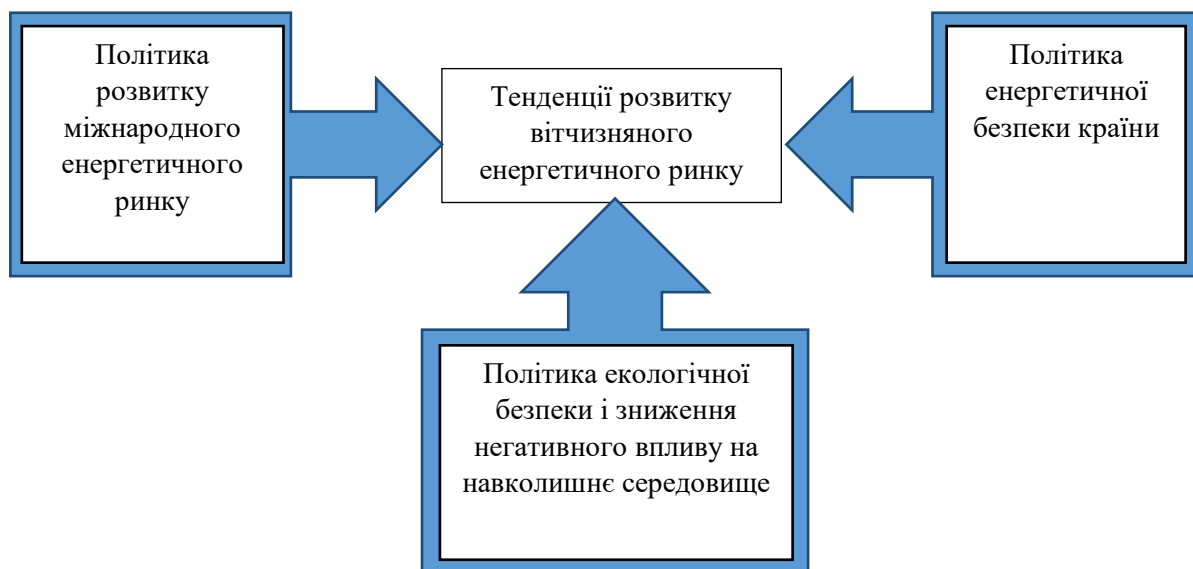 Політика
розвитку
міжнародного
енергетичного
ринку
Тенденції розвитку
вітчизняного
енергетичного ринку
Політика
енергетичної
безпеки країни
Політика екологічної
безпеки і зниження
негативного впливу на
навколишнє середовище